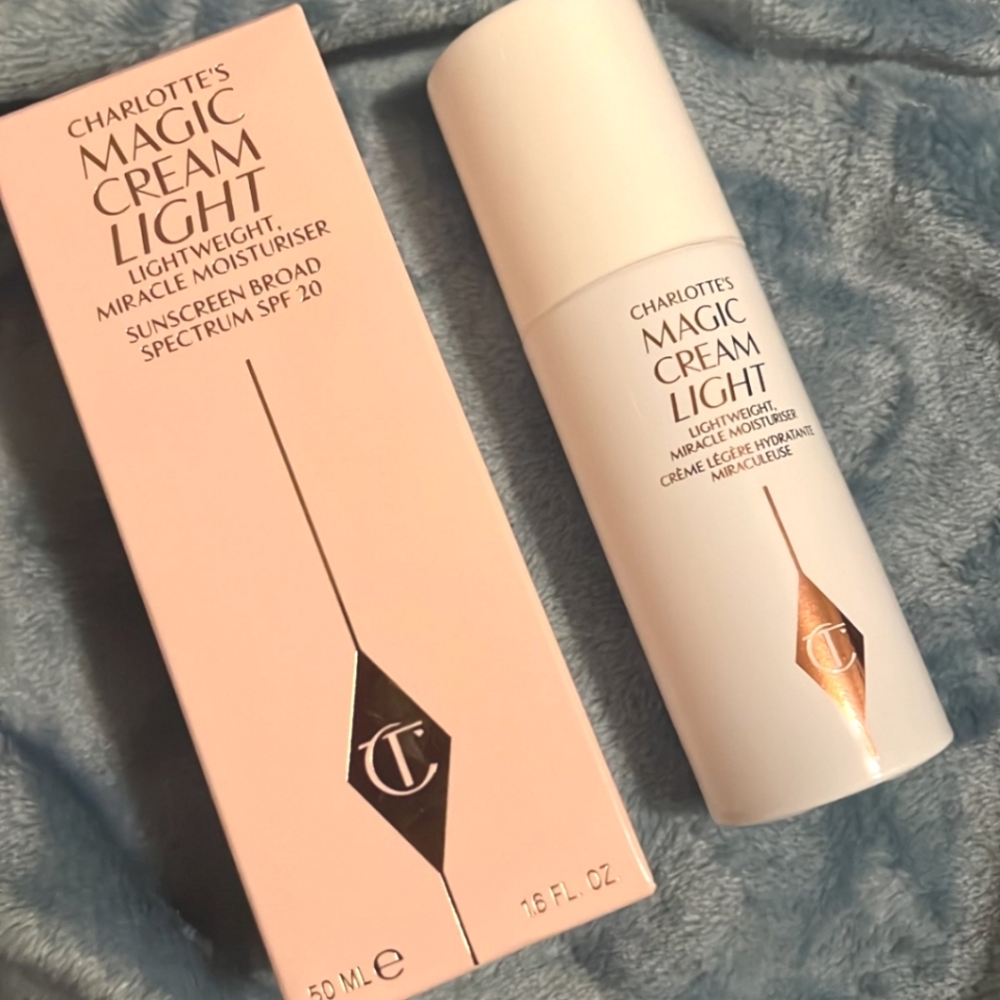 CHARLOTTE'S
MAGIC
CREAM
LIGHT
LIGHTWEIGHT,
MIRACLE MOISTURISER
SUNSCREEN BROAD
SPECTRUM SPF 20
CT
50 ML e
1.6 FL. OZ.
CHARLOTTE'S
MAGIC
CREAM
LIGHT
LIGHTWEIGHT,
MIRACLE MOISTURISER
CRÈME LÉGÈRE HYDRATANTE
MIRACULEUSE
CT